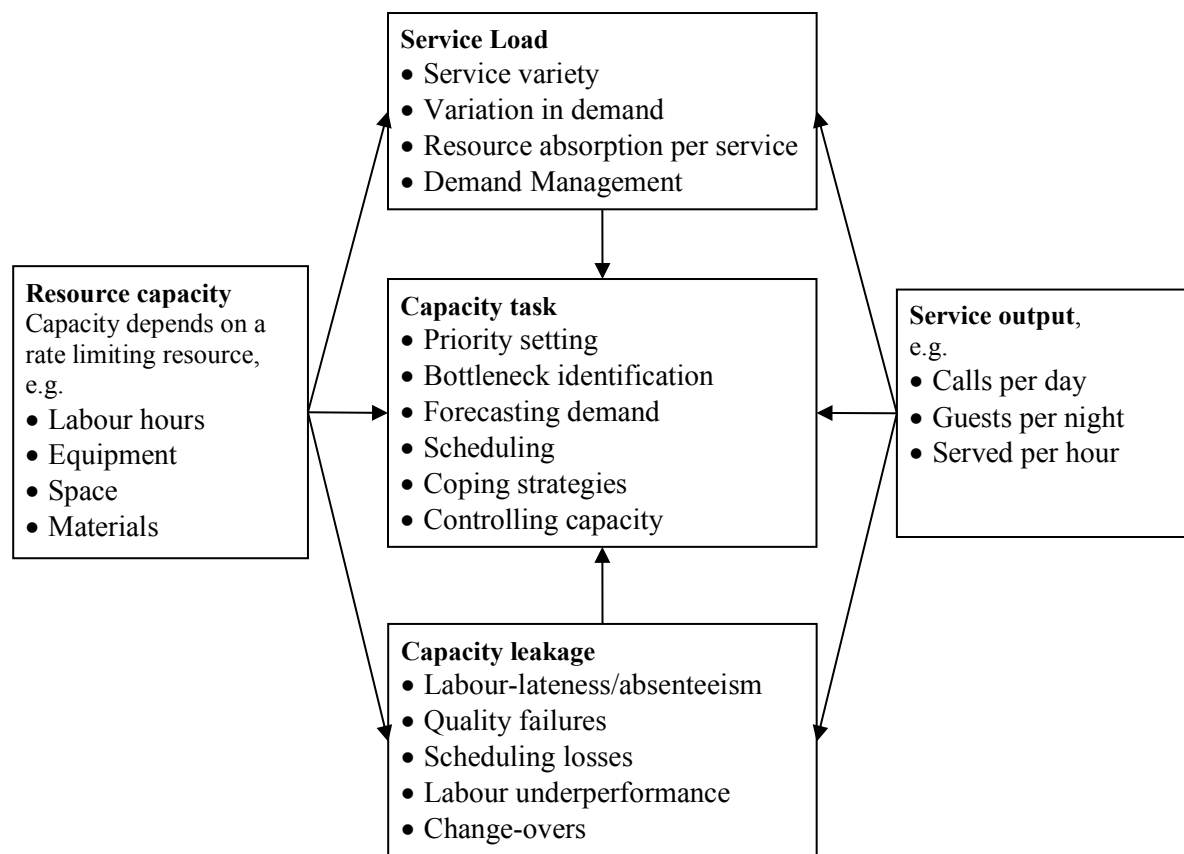 Service Load
• Service variety
• Variation in demand
• Resource absorption per service
• Demand Management
Resource capacity
Capacity depends on a
rate limiting resource,
e.g.
• Labour hours
• Equipment
• Space
• Materials
Capacity task
• Priority setting
• Bottleneck identification
• Forecasting demand
• Scheduling
• Coping strategies
• Controlling capacity
Service output,
e.g.
• Calls per day
• Guests per night
• Served per hour
Capacity leakage
• Labour-lateness/absenteeism
• Quality failures
• Scheduling losses
• Labour underperformance
• Change-overs